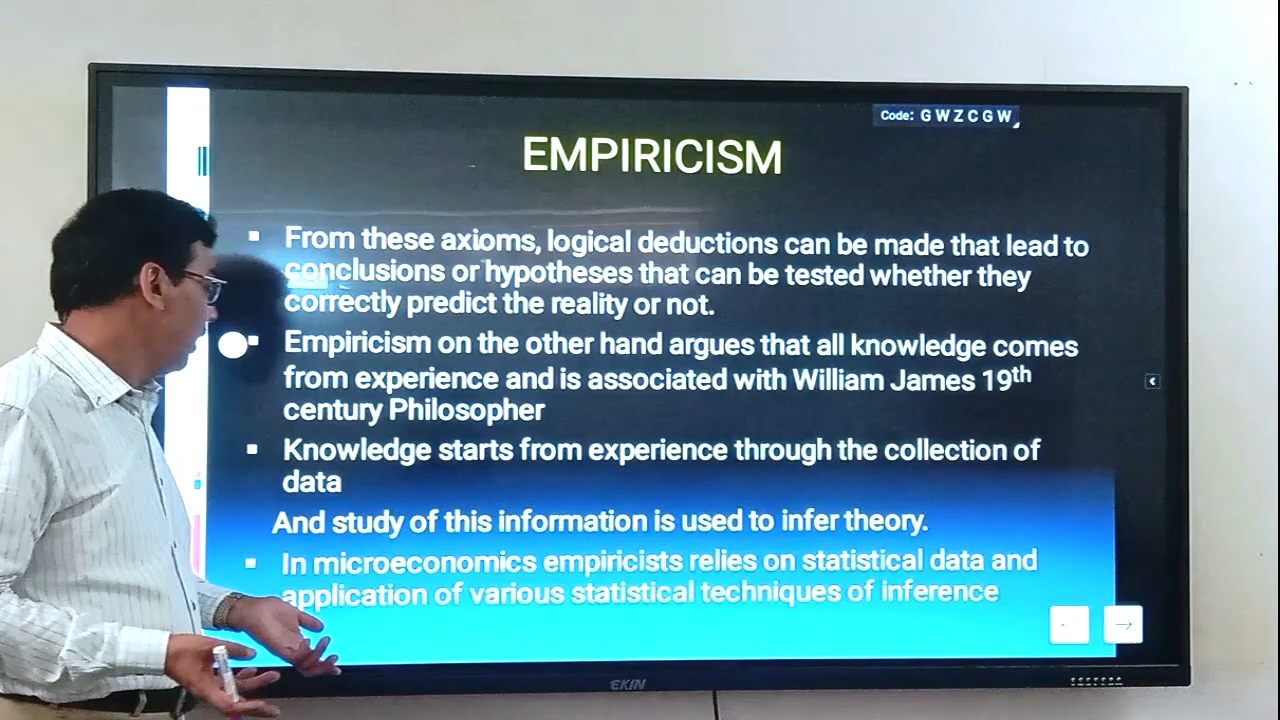 Code: G W Z C G W
EMPIRICISM
▪ From these axioms, logical deductions can be made that lead to
conclusions or hypotheses that can be tested whether they
correctly predict the reality or not.
▪ Empiricism on the other hand argues that all knowledge comes
from experience and is associated with William James 19th
century Philosopher
▪ Knowledge starts from experience through the collection of
data
And study of this information is used to infer theory.
▪ In microeconomics empiricists relies on statistical data and
application of various statistical techniques of inference
EKIN